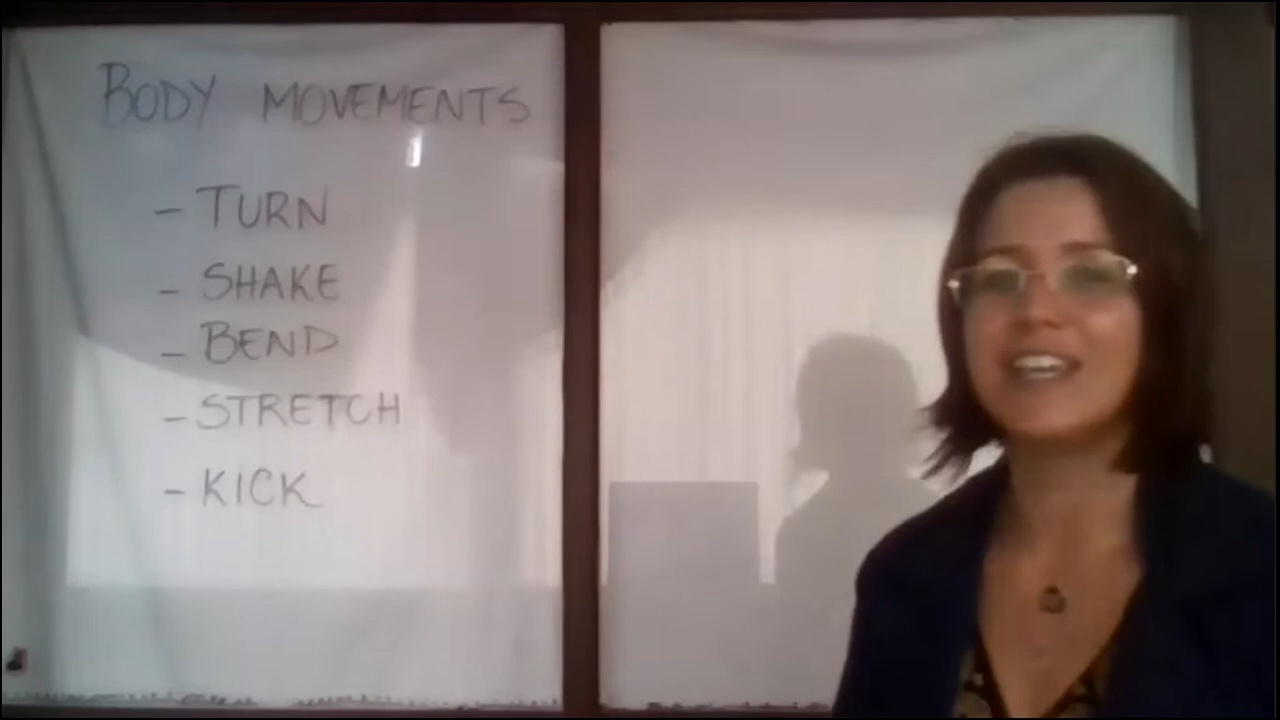 BODY MOVEMENTS
- TURN
- SHAKE
- BEND
- STRETCH
- KICK